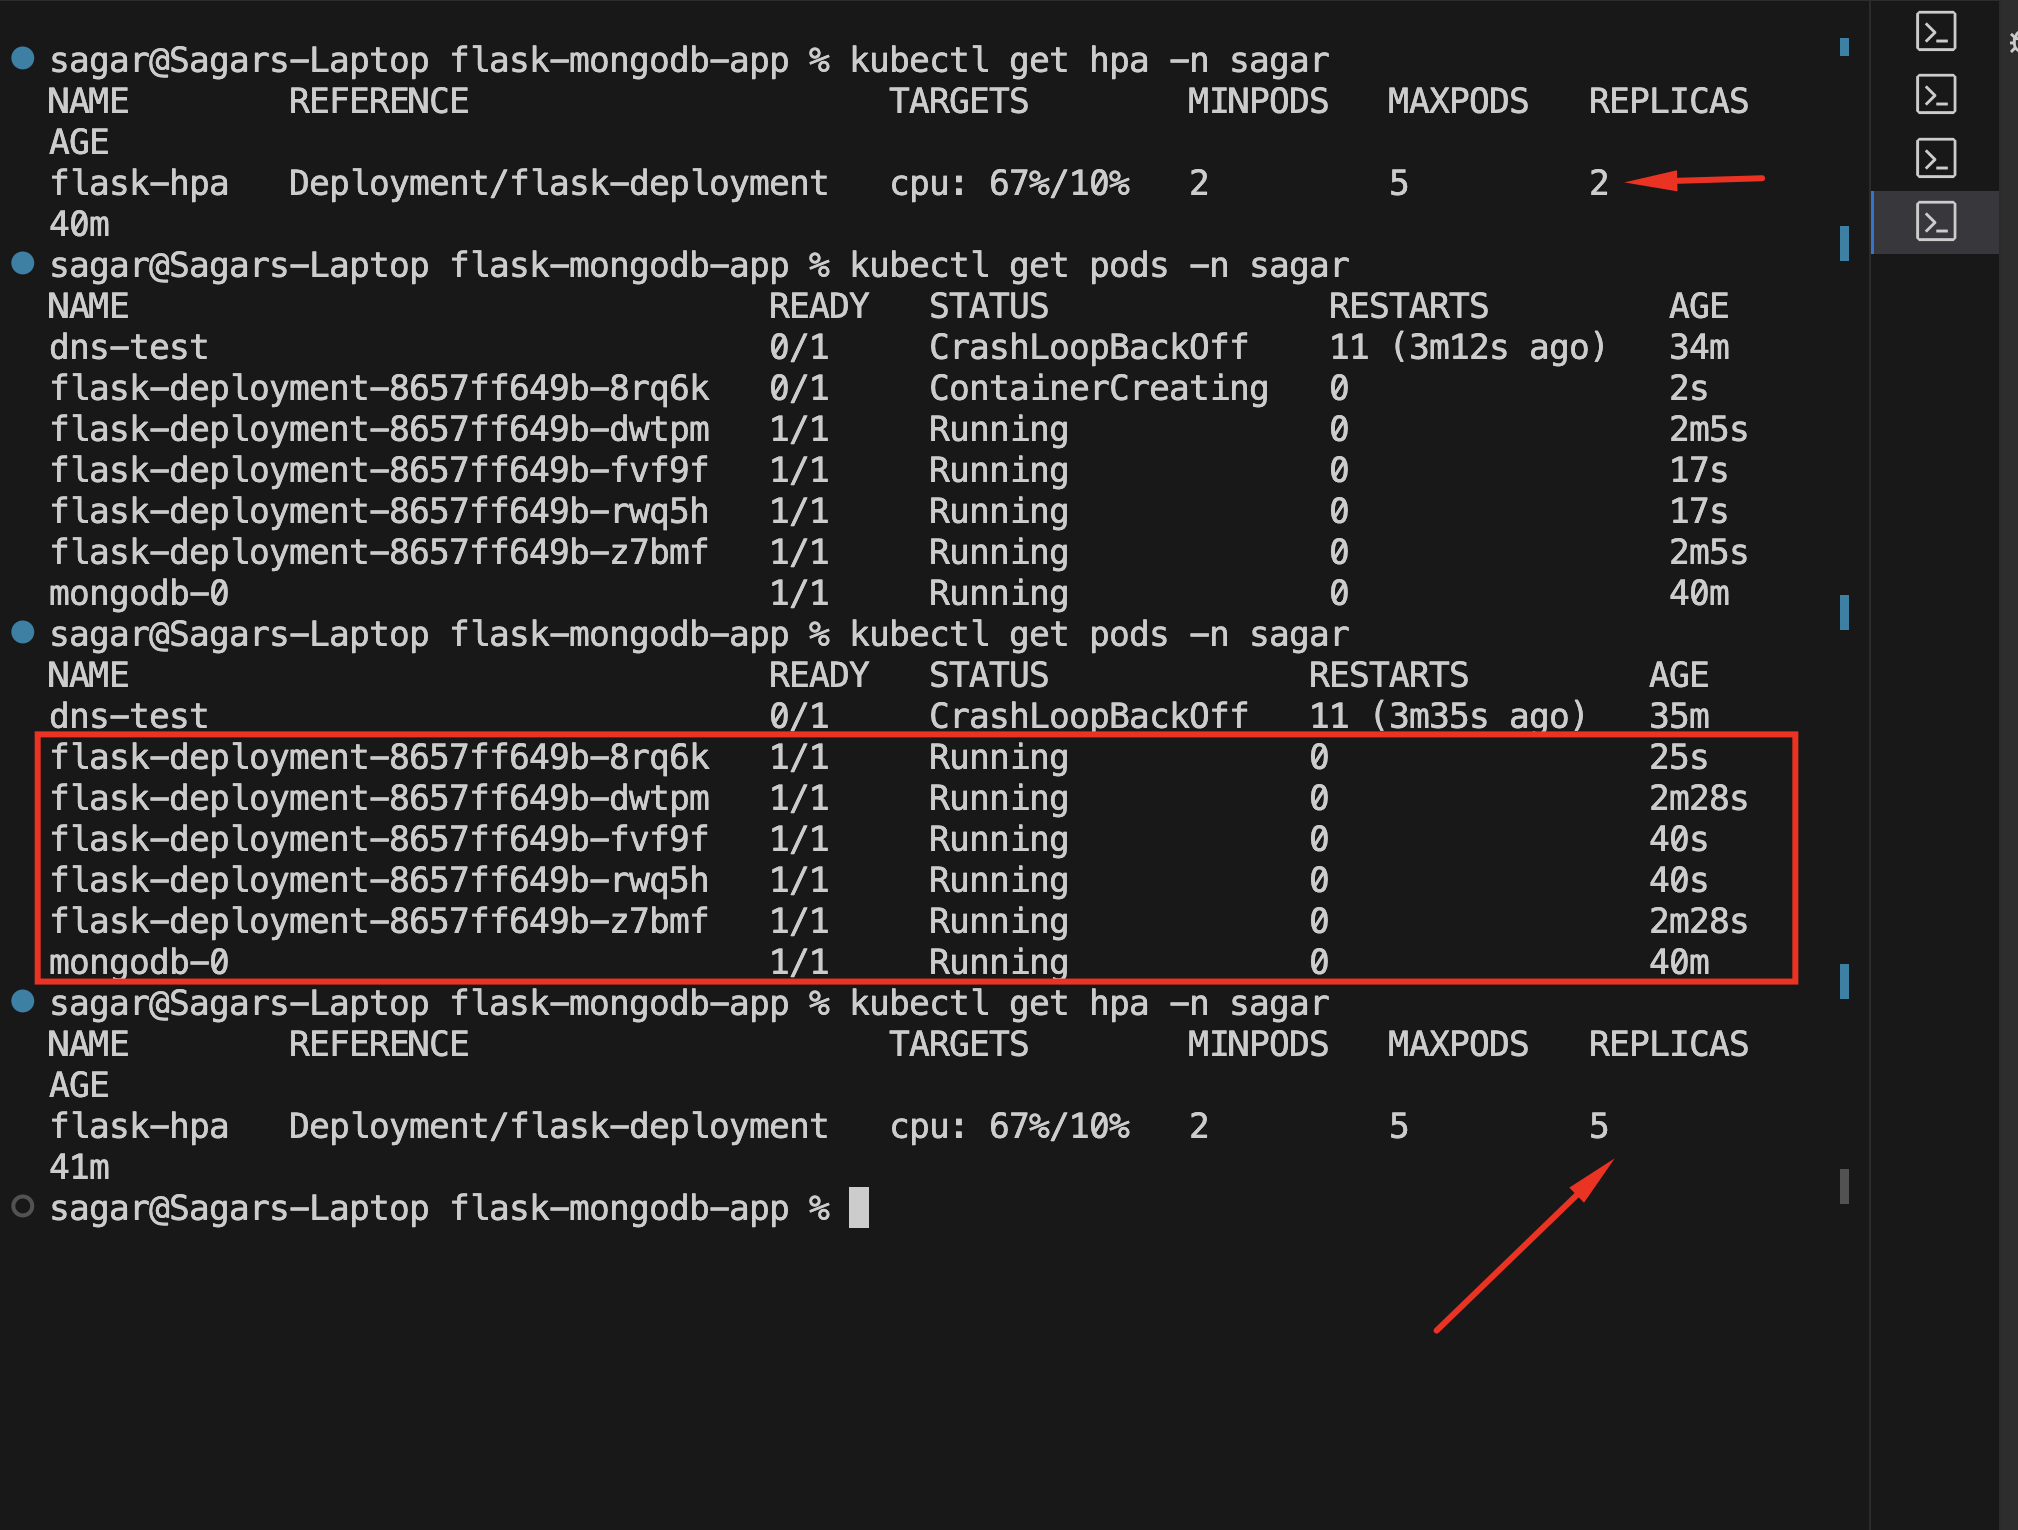 sagar@Sagars-Laptop flask-mongodb-app % kubectl get hpa -n sagar
NAME        REFERENCE                     TARGETS        MINPODS   MAXPODS   REPLICAS
AGE
flask-hpa   Deployment/flask-deployment   cpu: 67%/10%   2         5         2
40m
sagar@Sagars-Laptop flask-mongodb-app % kubectl get pods -n sagar
NAME                                READY   STATUS              RESTARTS         AGE
dns-test                            0/1     CrashLoopBackOff    11 (3m12s ago)   34m
flask-deployment-8657ff649b-8rq6k   0/1     ContainerCreating   0                2s
flask-deployment-8657ff649b-dwtpm   1/1     Running             0                2m5s
flask-deployment-8657ff649b-fvf9f   1/1     Running             0                17s
flask-deployment-8657ff649b-rwq5h   1/1     Running             0                17s
flask-deployment-8657ff649b-z7bmf   1/1     Running             0                2m5s
mongodb-0                           1/1     Running             0                40m
sagar@Sagars-Laptop flask-mongodb-app % kubectl get pods -n sagar
NAME                                READY   STATUS             RESTARTS         AGE
dns-test                            0/1     CrashLoopBackOff   11 (3m35s ago)   35m
flask-deployment-8657ff649b-8rq6k   1/1     Running            0                25s
flask-deployment-8657ff649b-dwtpm   1/1     Running            0                2m28s
flask-deployment-8657ff649b-fvf9f   1/1     Running            0                40s
flask-deployment-8657ff649b-rwq5h   1/1     Running            0                40s
flask-deployment-8657ff649b-z7bmf   1/1     Running            0                2m28s
mongodb-0                           1/1     Running            0                40m
sagar@Sagars-Laptop flask-mongodb-app % kubectl get hpa -n sagar
NAME        REFERENCE                     TARGETS        MINPODS   MAXPODS   REPLICAS
AGE
flask-hpa   Deployment/flask-deployment   cpu: 67%/10%   2         5         5
41m
sagar@Sagars-Laptop flask-mongodb-app %